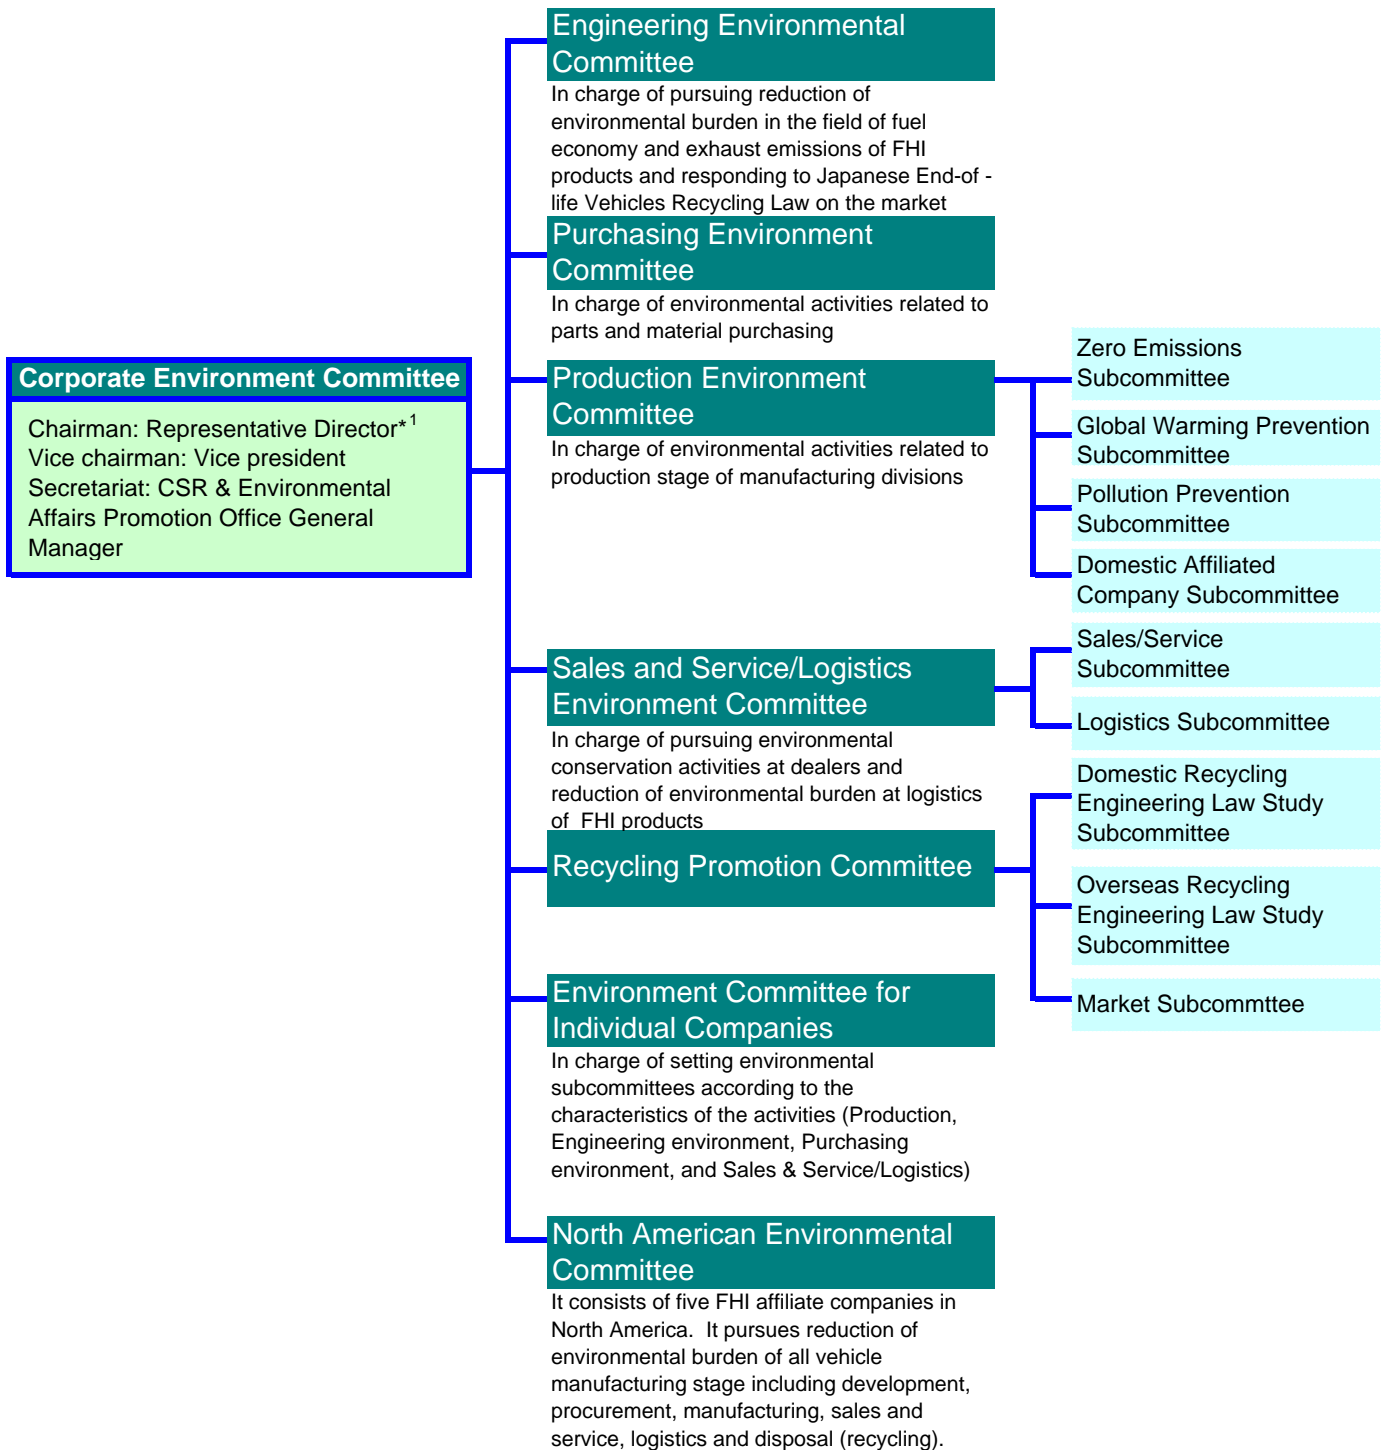 Corporate Environment Committee
Chairman: Representative Director*1
Vice chairman: Vice president
Secretariat: CSR & Environmental
Affairs Promotion Office General
Manager
Engineering Environmental
Committee
In charge of pursuing reduction of
environmental burden in the field of fuel
economy and exhaust emissions of FHI
products and responding to Japanese End-of -
life Vehicles Recycling Law on the market
Purchasing Environment
Committee
In charge of environmental activities related to
parts and material purchasing
Production Environment
Committee
In charge of environmental activities related to
production stage of manufacturing divisions
Zero Emissions
Subcommittee
Global Warming Prevention
Subcommittee
Pollution Prevention
Subcommittee
Domestic Affiliated
Company Subcommittee
Sales and Service/Logistics
Environment Committee
In charge of pursuing environmental
conservation activities at dealers and
reduction of environmental burden at logistics
of  FHI products
Sales/Service
Subcommittee
Logistics Subcommittee
Recycling Promotion Committee
Domestic Recycling
Engineering Law Study
Subcommittee
Overseas Recycling
Engineering Law Study
Subcommittee
Market Subcommttee
Environment Committee for
Individual Companies
In charge of setting environmental
subcommittees according to the
characteristics of the activities (Production,
Engineering environment, Purchasing
environment, and Sales & Service/Logistics)
North American Environmental
Committee
It consists of five FHI affiliate companies in
North America.  It pursues reduction of
environmental burden of all vehicle
manufacturing stage including development,
procurement, manufacturing, sales and
service, logistics and disposal (recycling).